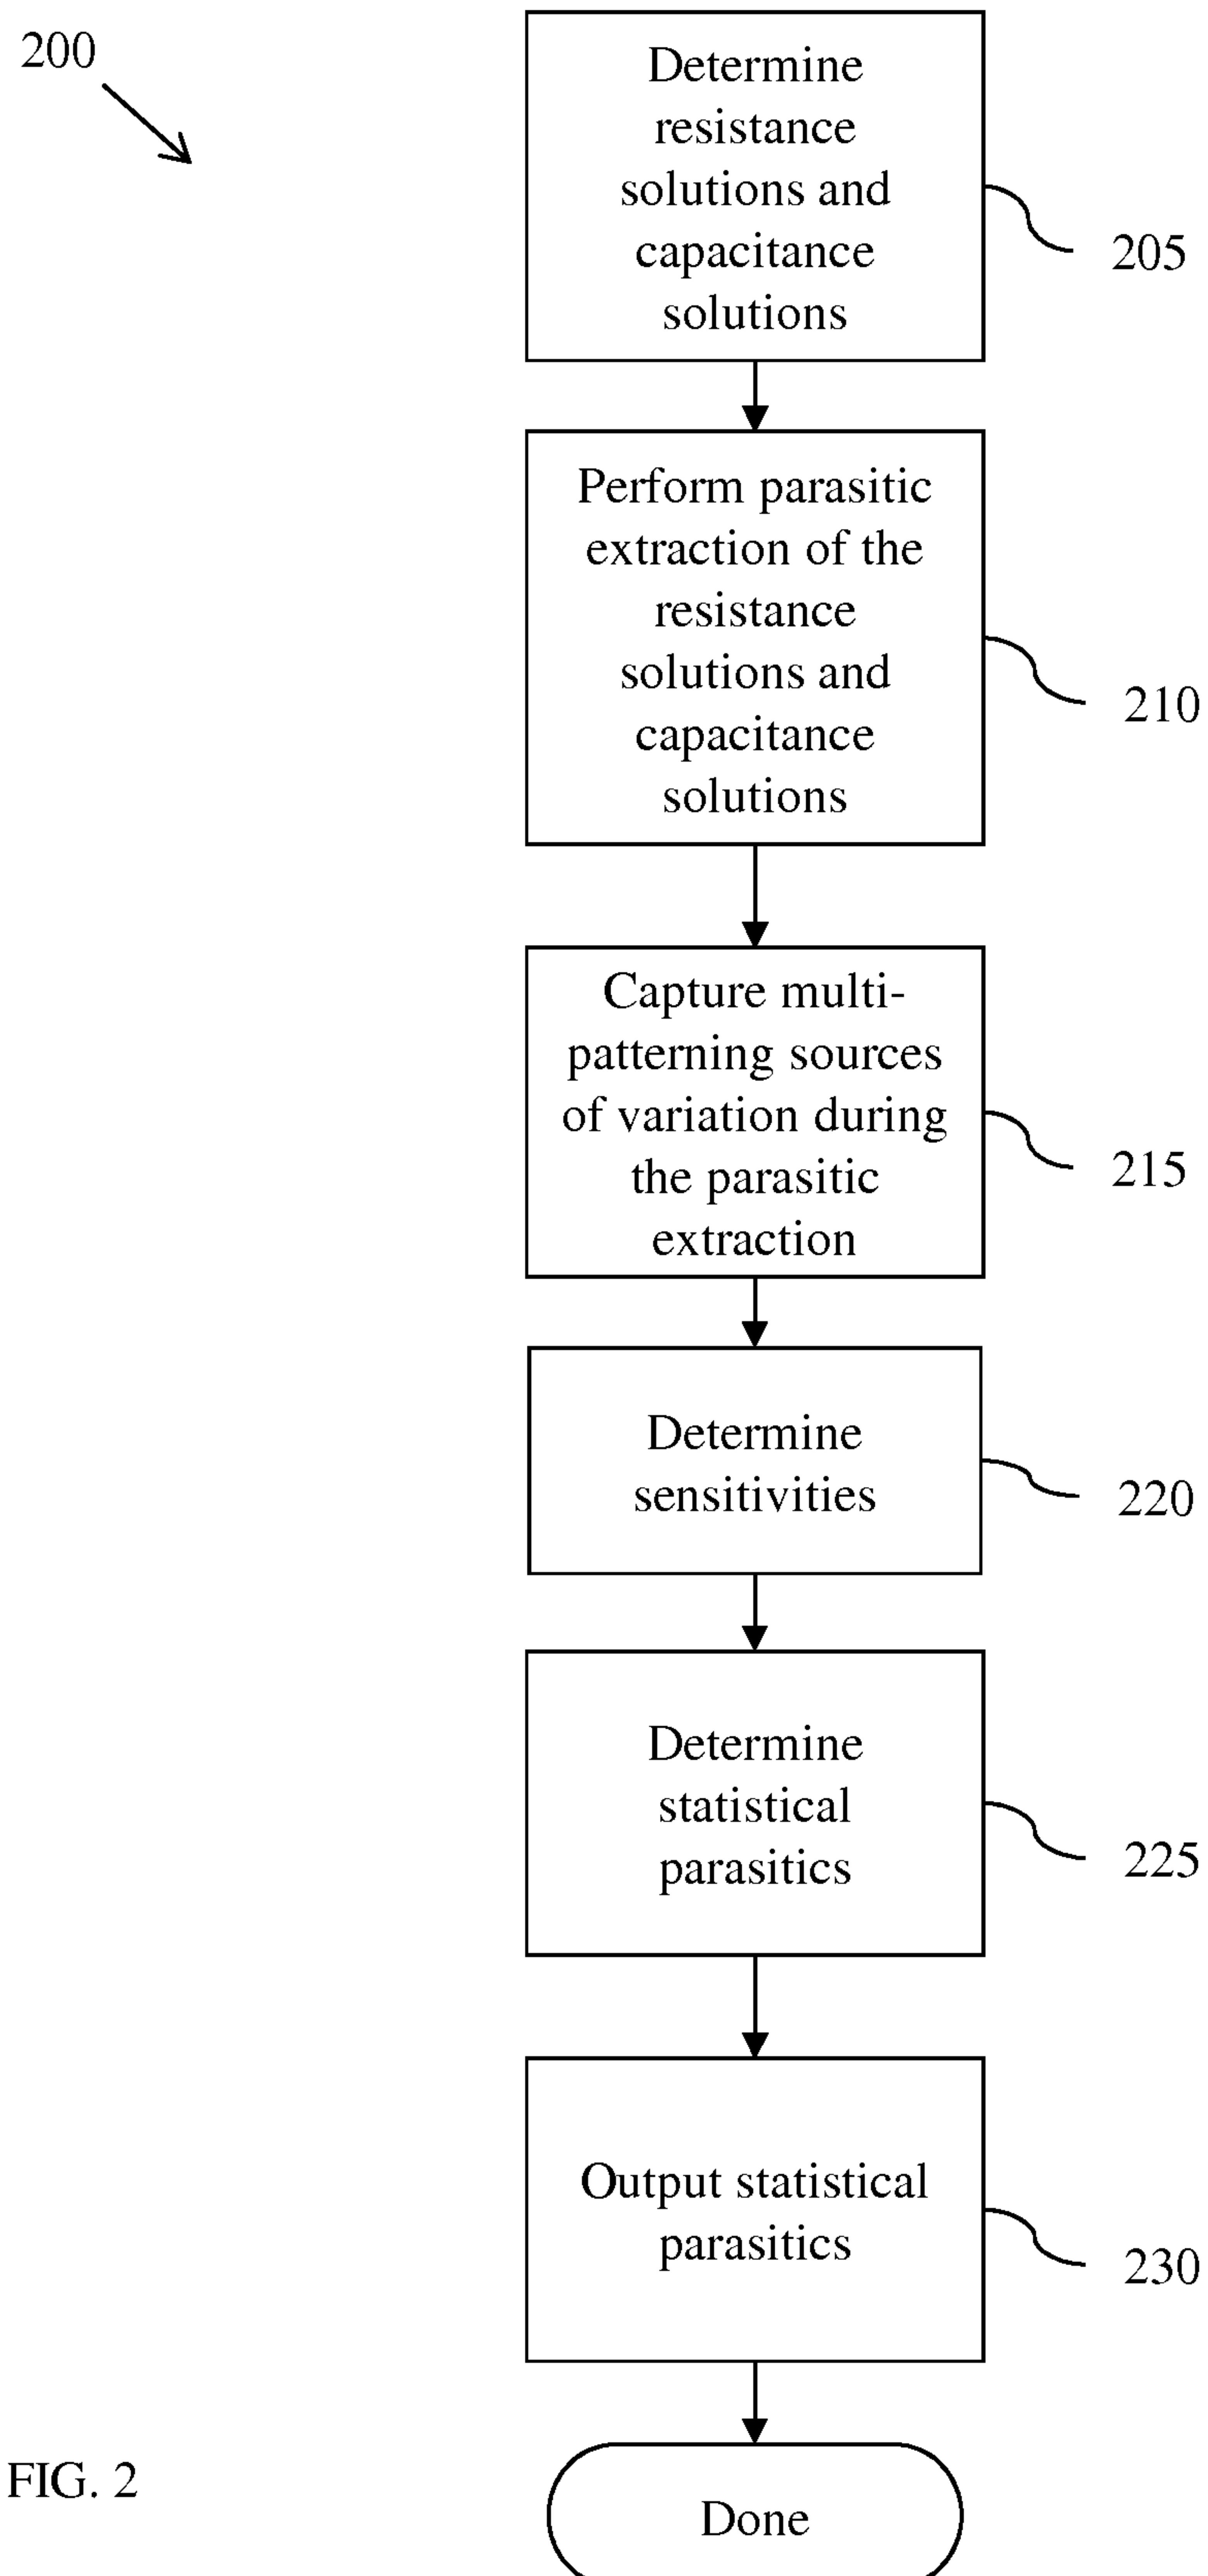 200
Determine
resistance
solutions and
capacitance
solutions
205
Perform parasitic
extraction of the
resistance
solutions and
capacitance
solutions
210
Capture multi-
patterning sources
of variation during
the parasitic
extraction
215
Determine
sensitivities
220
Determine
statistical
parasitics
225
Output statistical
parasitics
230
FIG. 2
Done